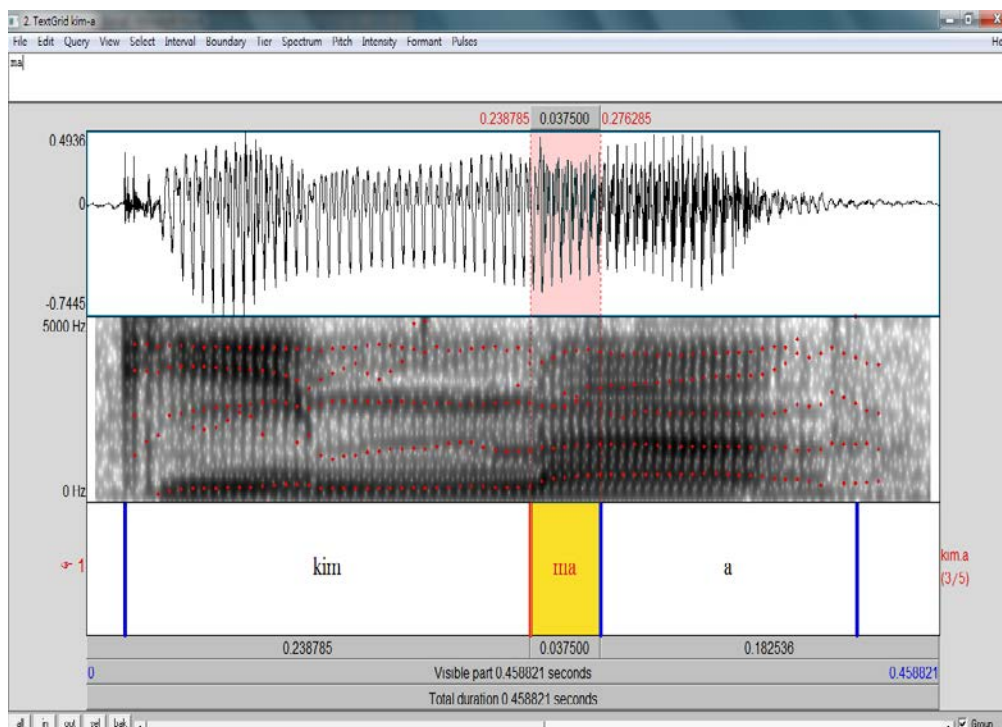 2. TextGrid kim-a
File Edit Query View Select Interval Boundary Tier Spectrum Pitch Intensity Formant Pulses He
ma
0.238785 0.037500 0.276285
0.4936
0
-0.7445
5000 Hz
0 Hz
1 kim ma a kim.a
(3/5)
0.238785 0.037500 0.182536
0 Visible part 0.458821 seconds 0.458821
Total duration 0.458821 seconds
all in out sel bak Group